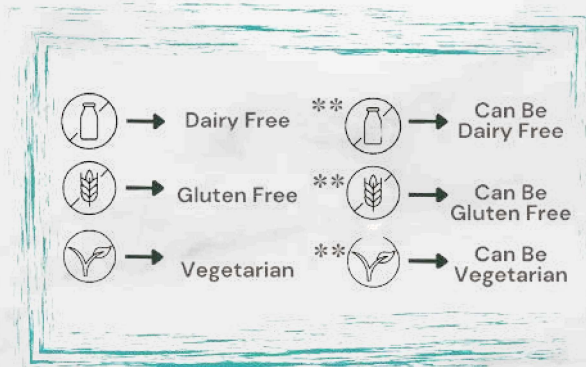 Dairy Free
** Can Be
Dairy Free
Gluten Free
** Can Be
Gluten Free
Vegetarian
** Can Be
Vegetarian